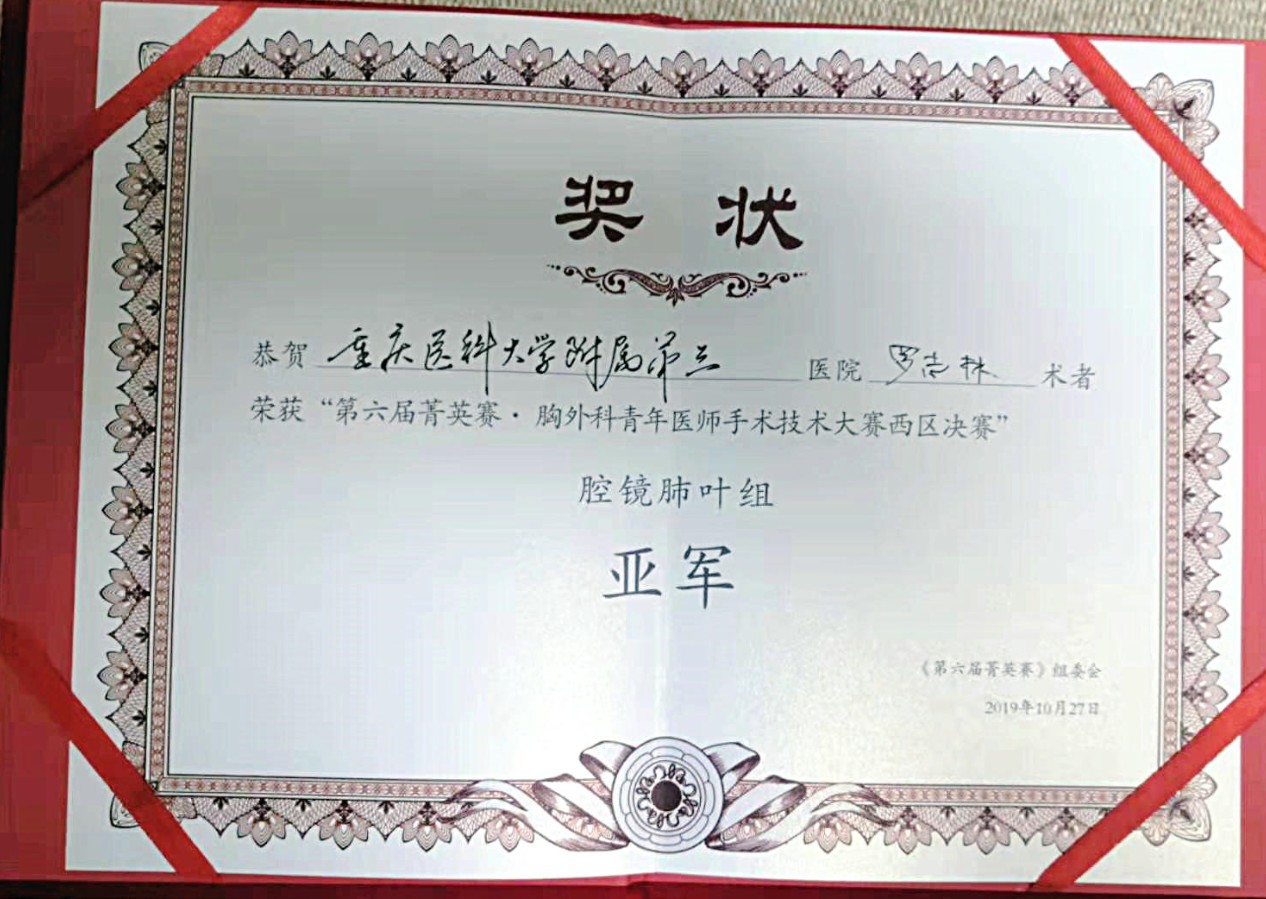 奖 状
恭贺 重庆医科大学附属第三 医院 罗志林 术者
荣获“第六届菁英赛·胸外科青年医师手术技术大赛西区决赛”
腔镜肺叶组
亚军
《第六届菁英赛》组委会
2019年10月27日